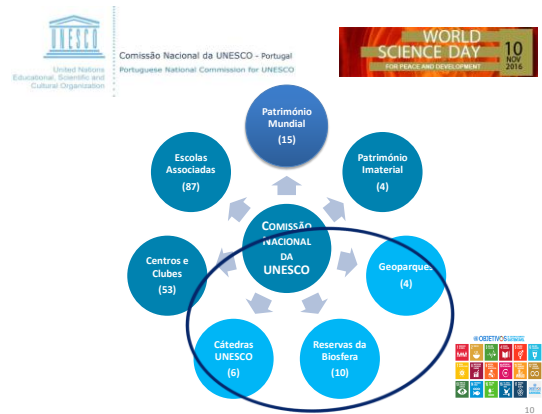 UNESCO
United Nations
Educational, Scientific and
Cultural Organization
Comissão Nacional da UNESCO - Portugal
Portuguese National Commission for UNESCO
WORLD
SCIENCE DAY
FOR PEACE AND DEVELOPMENT
10
NOV
2016
Património
Mundial
(15)
Escolas
Associadas
(87)
Património
Imaterial
(4)
COMISSÃO
NACIONAL
DA
UNESCO
Centros e
Clubes
(53)
Geoparques
(4)
Cátedras
UNESCO
(6)
Reservas da
Biosfera
(10)
OBJETIVOS
10